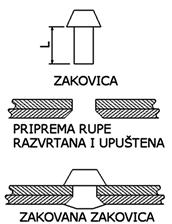 L
ZAKOVICA
PRIPREMA RUPE
RAZVRTANA I UPUŠTENA
ZAKOVANA ZAKOVICA